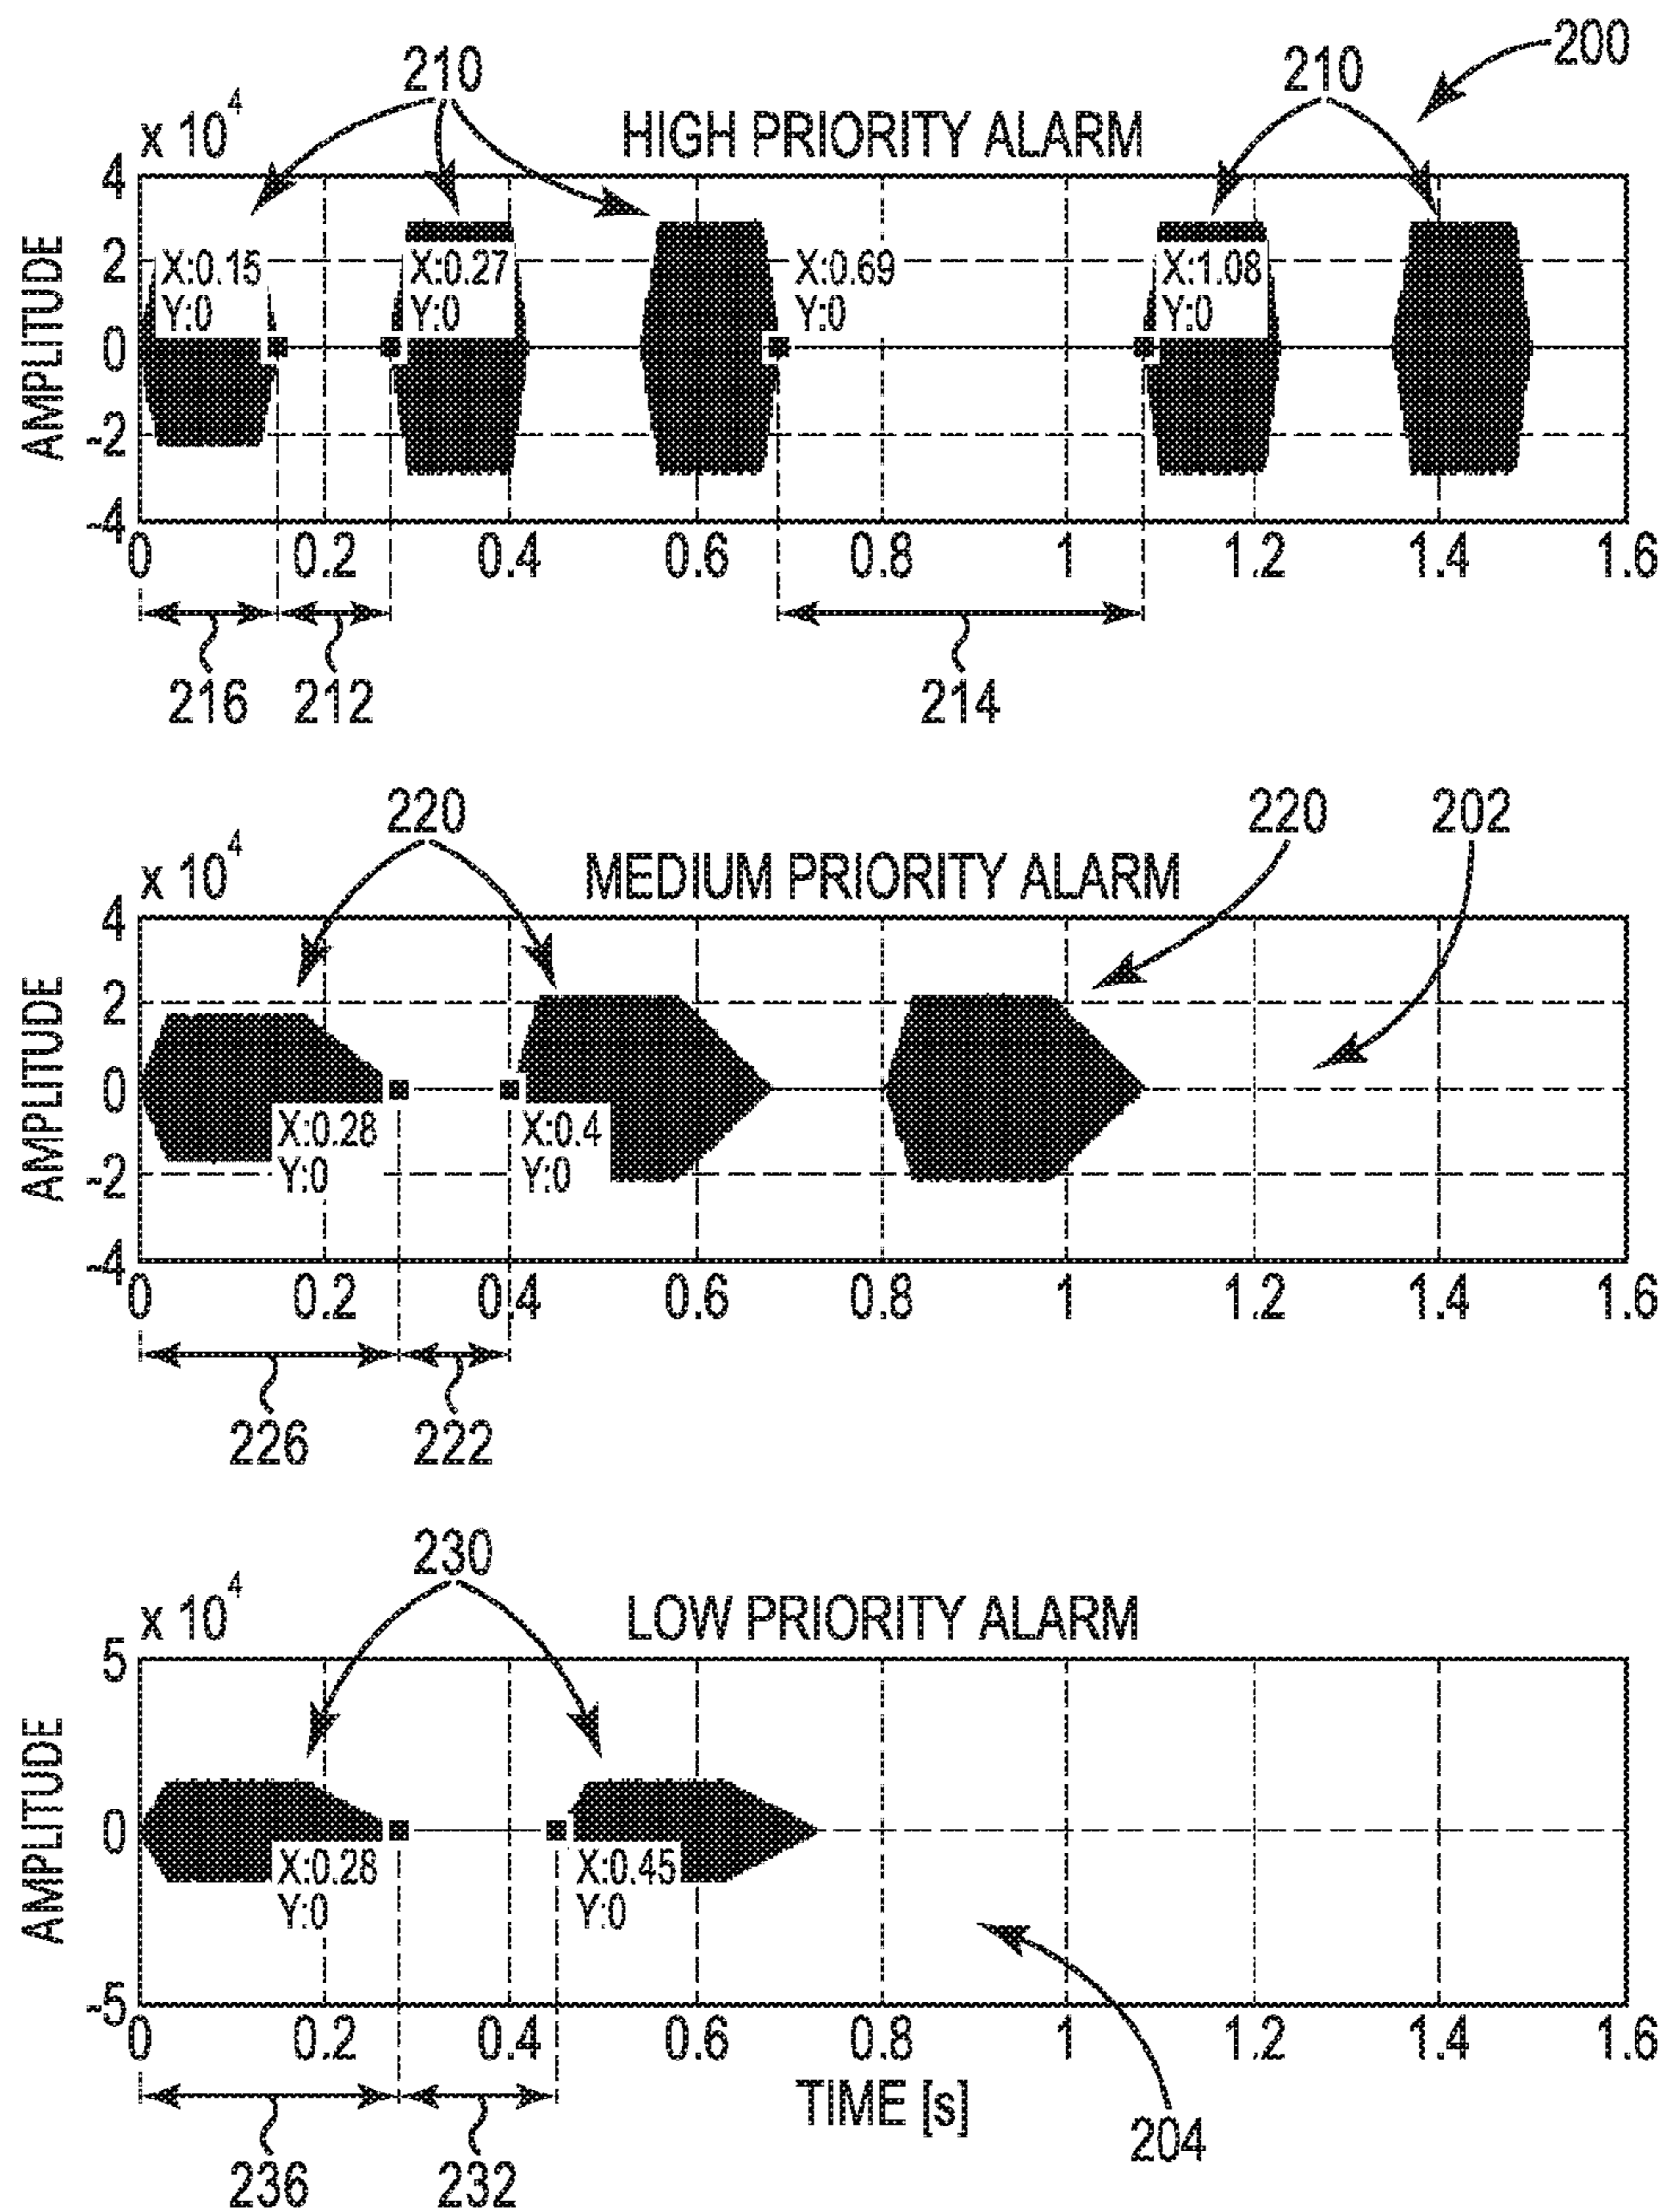 200
210
210
x 10^4
HIGH PRIORITY ALARM
AMPLITUDE
4
2
0
-2
-4
X:0.15
Y:0
X:0.27
Y:0
X:0.69
Y:0
X:1.08
Y:0
0 0.2 0.4 0.6 0.8 1 1.2 1.4 1.6
216 212 214
220 220 202
x 10^4
MEDIUM PRIORITY ALARM
AMPLITUDE
4
2
0
-2
-4
X:0.28
Y:0
X:0.4
Y:0
0 0.2 0.4 0.6 0.8 1 1.2 1.4 1.6
226 222
230
x 10^4
LOW PRIORITY ALARM
AMPLITUDE
5
0
-5
X:0.28
Y:0
X:0.45
Y:0
0 0.2 0.4 0.6 0.8 1 1.2 1.4 1.6
TIME [s]
236 232 204